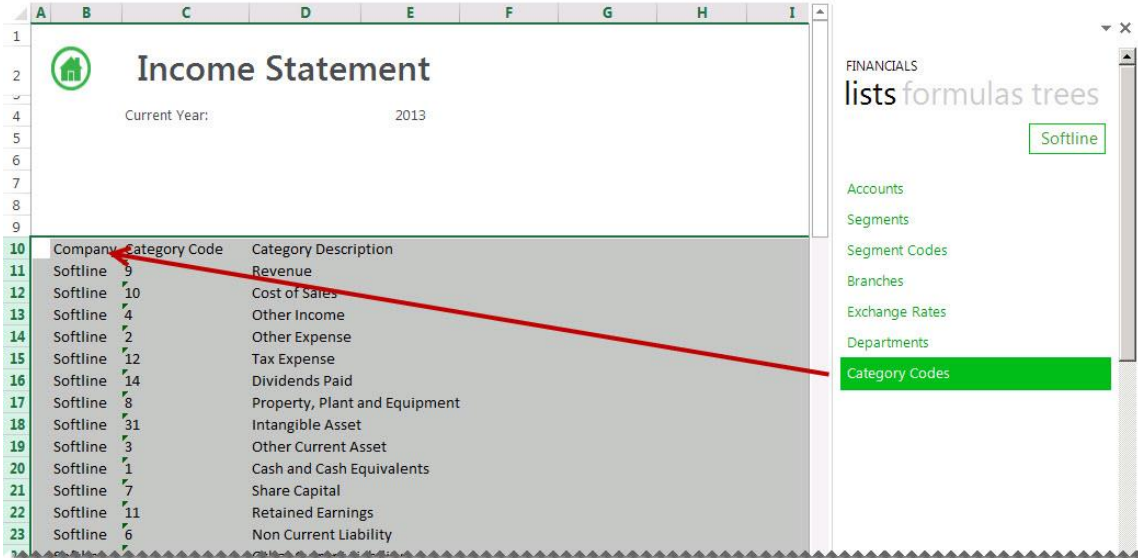 A B C D E F G H I
1
2 Income Statement
4 Current Year: 2013
5
6
7
8
9
10 Company Category Code Category Description
11 Softline 9 Revenue
12 Softline 10 Cost of Sales
13 Softline 4 Other Income
14 Softline 2 Other Expense
15 Softline 12 Tax Expense
16 Softline 14 Dividends Paid
17 Softline 8 Property, Plant and Equipment
18 Softline 31 Intangible Asset
19 Softline 3 Other Current Asset
20 Softline 1 Cash and Cash Equivalents
21 Softline 7 Share Capital
22 Softline 11 Retained Earnings
23 Softline 6 Non Current Liability
FINANCIALS
lists formulas trees
Softline
Accounts
Segments
Segment Codes
Branches
Exchange Rates
Departments
Category Codes